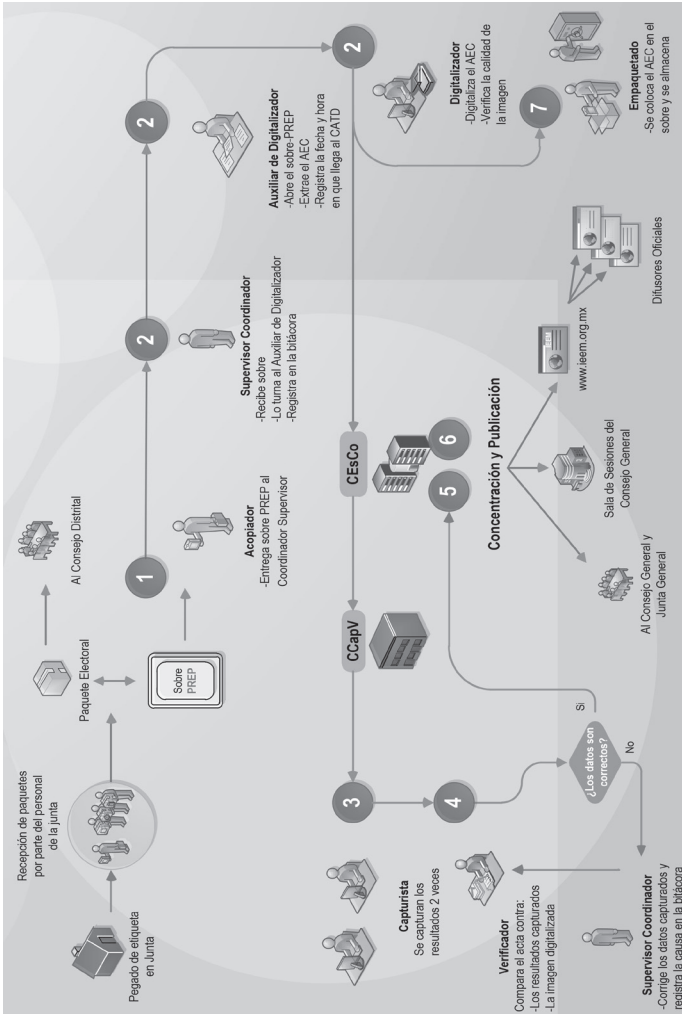 Pegado de etiqueta
en Junta
Recepción de paquetes
por parte del personal
de la junta
Paquete Electoral
Al Consejo Distrital
Sobre
PREP
1
Acopiador
-Entrega sobre PREP al
Coordinador Supervisor
2
Supervisor Coordinador
-Recibe sobre
-Lo turna al Auxiliar de Digitalizador
-Registra en la bitácora
2
Auxiliar de Digitalizador
-Abre el sobre-PREP
-Extrae el AEC
-Registra la fecha y hora
en que llega al CATD
2
Digitalizador
-Digitaliza el AEC
-Verifica la calidad de
la imagen
7
Empaquetado
-Se coloca el AEC en el
sobre y se almacena
CEsCo
CCapV
3
Capturista
Se capturan los
resultados 2 veces
4
Verificador
Compara el acta contra:
-Los resultados capturados
-La imagen digitalizada
¿Los datos son
correctos?
Si
No
Supervisor Coordinador
-Corrige los datos capturados y
registra la causa en la bitácora
5
6
Concentración y Publicación
Al Consejo General y
Junta General
Sala de Sesiones del
Consejo General
www.ieem.org.mx
Difusores Oficiales